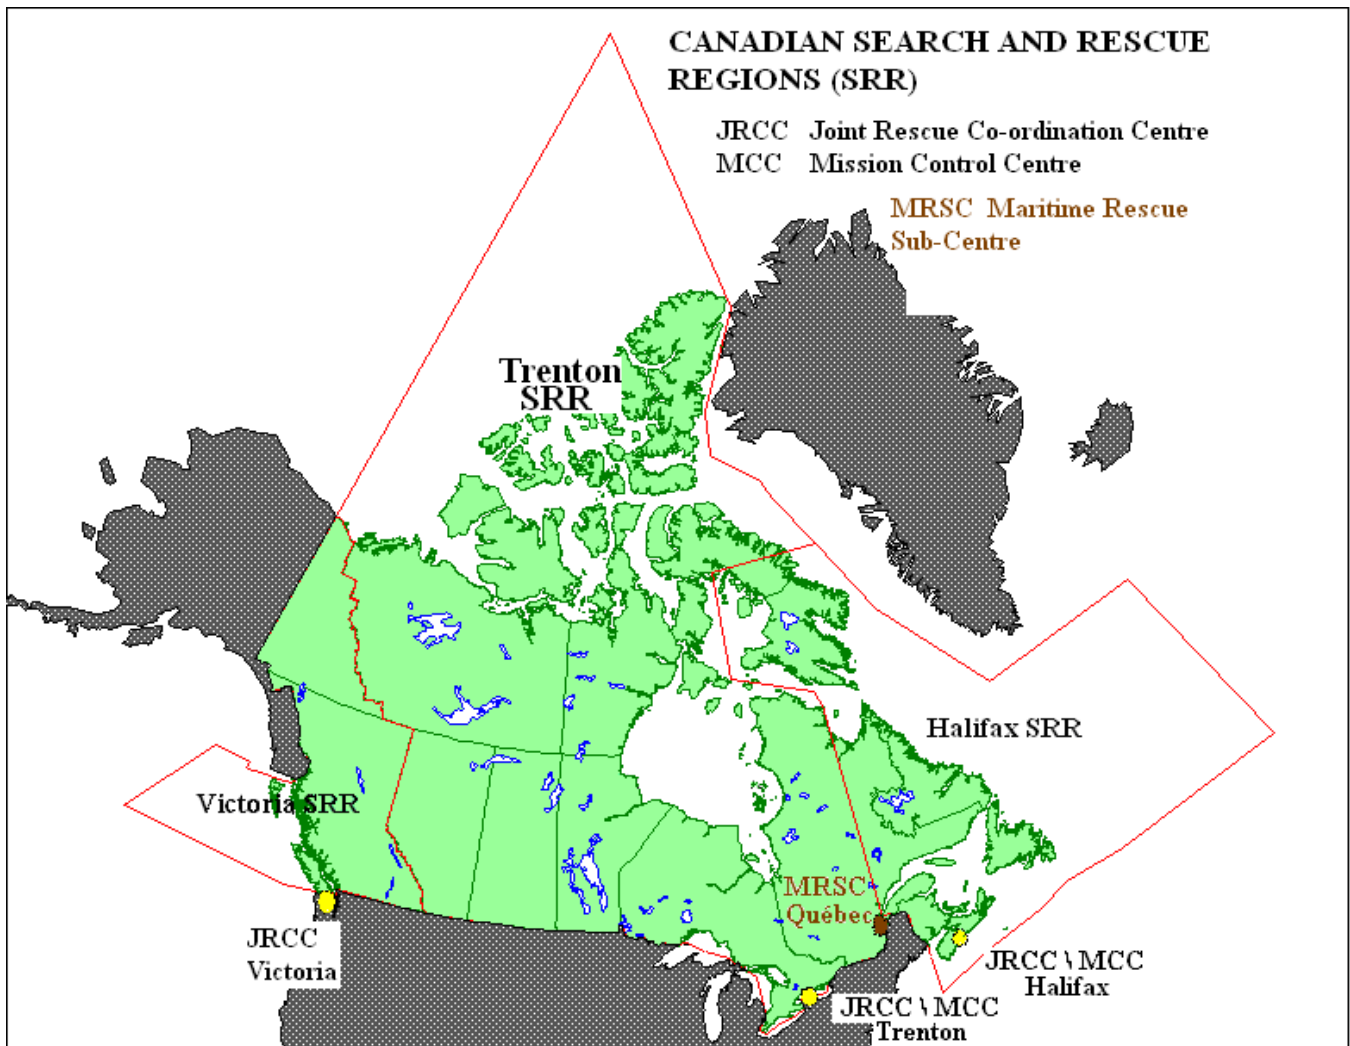 CANADIAN SEARCH AND RESCUE
REGIONS (SRR)
JRCC Joint Rescue Co-ordination Centre
MCC Mission Control Centre
MRSC Maritime Rescue
Sub-Centre
Trenton
SRR
Halifax SRR
Victoria SRR
MRSC
Québec
JRCC
Victoria
JRCC \ MCC
Halifax
JRCC \ MCC
Trenton